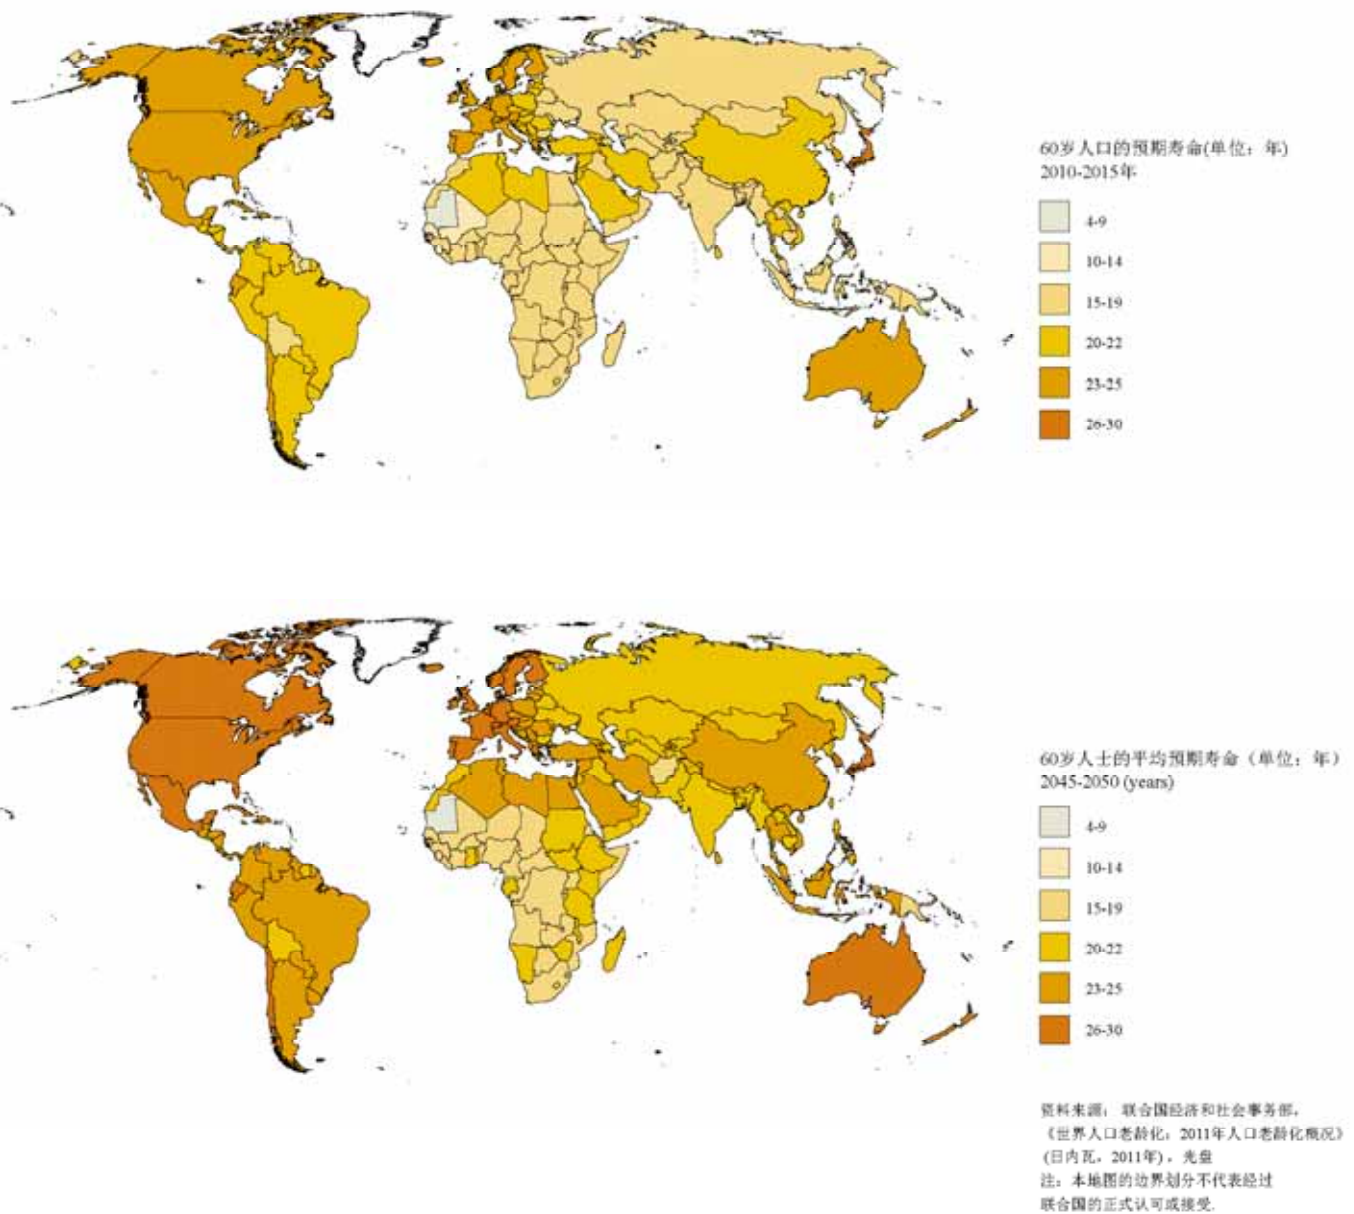 60岁人口的预期寿命(单位：年)
2010-2015年
4-9
10-14
15-19
20-22
23-25
26-30
60岁人士的平均预期寿命（单位：年）
2045-2050 (years)
4-9
10-14
15-19
20-22
23-25
26-30
资料来源： 联合国经济和社会事务部，
《世界人口老龄化：2011年人口老龄化概况》
(日内瓦，2011年)，光盘
注：本地图的边界划分不代表经过
联合国的正式认可或接受.